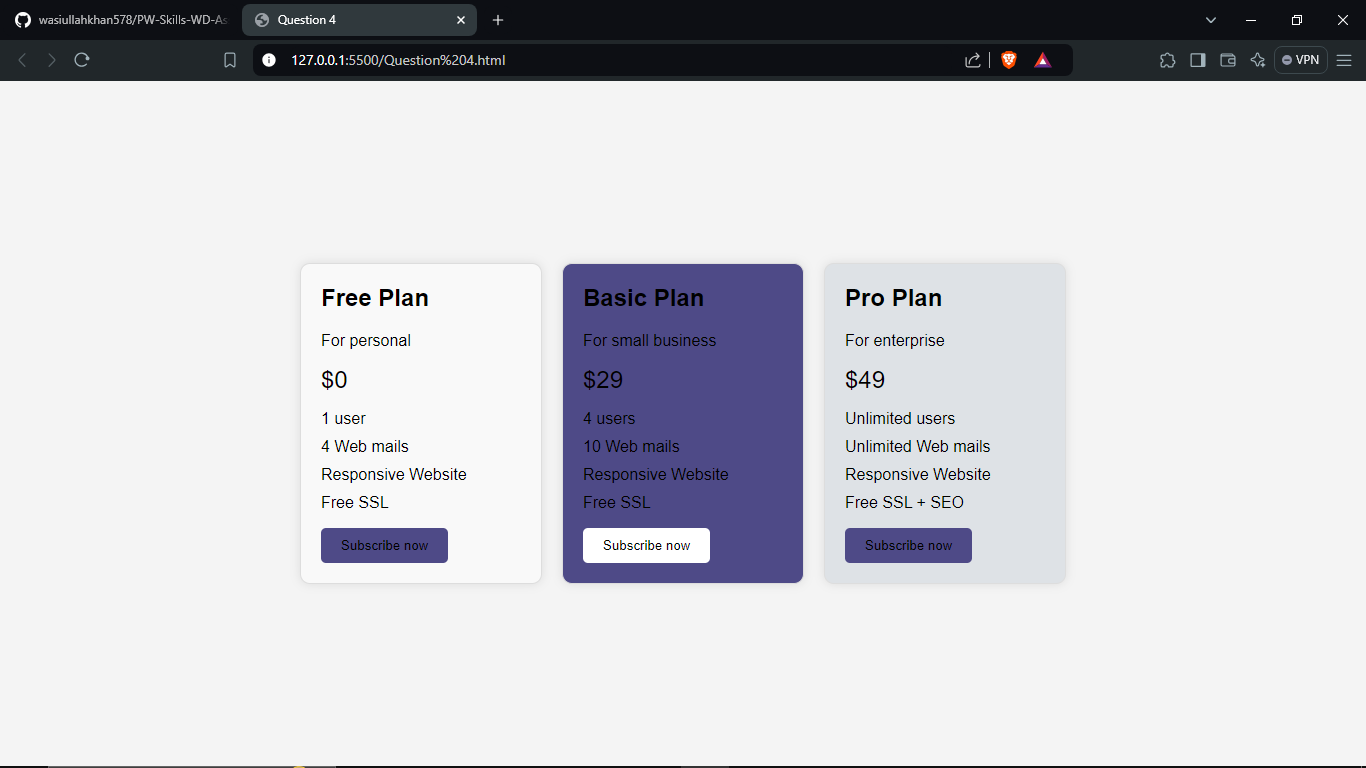 wasiullahkhan578/PW-Skills-WD-As
Question 4
127.0.0.1:5500/Question%204.html
VPN
Free Plan
For personal
$0
1 user
4 Web mails
Responsive Website
Free SSL
Subscribe now
Basic Plan
For small business
$29
4 users
10 Web mails
Responsive Website
Free SSL
Subscribe now
Pro Plan
For enterprise
$49
Unlimited users
Unlimited Web mails
Responsive Website
Free SSL + SEO
Subscribe now